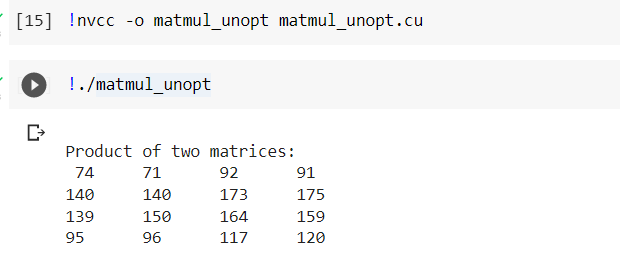 [15] !nvcc -o matmul_unopt matmul_unopt.cu
!./matmul_unopt
Product of two matrices:
74 71 92 91
140 140 173 175
139 150 164 159
95 96 117 120